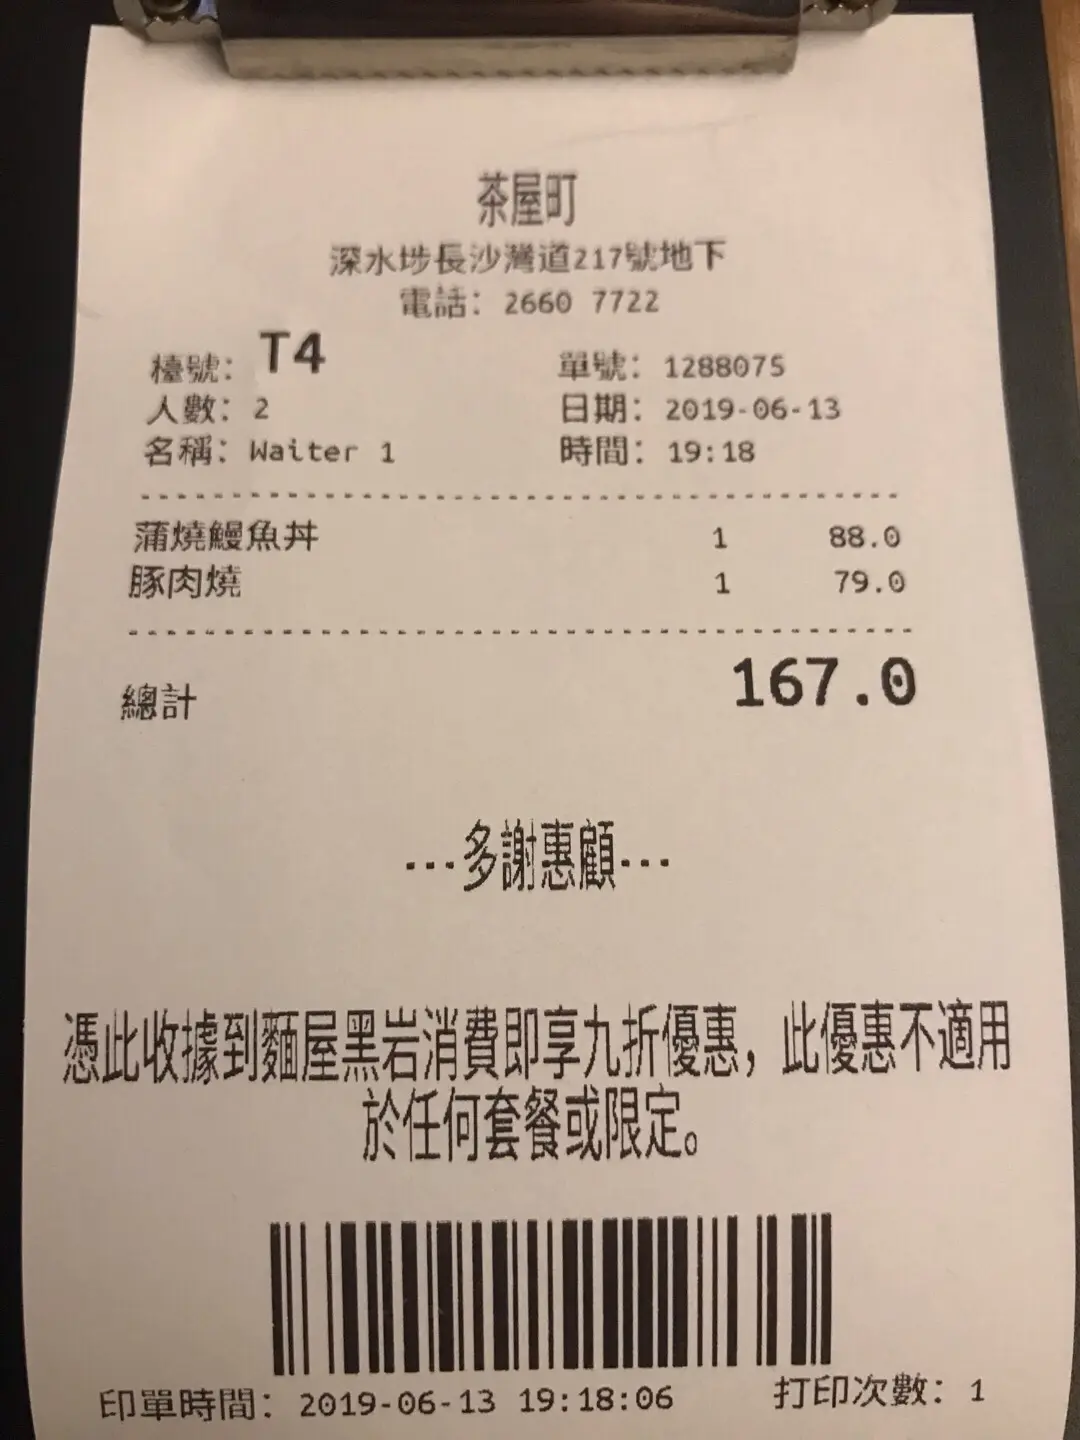 茶屋町
深水埗長沙灣道217號地下
電話: 2660 7722
檯號: T4 單號: 1288075
人數: 2 日期: 2019-06-13
名稱: Waiter 1 時間: 19:18
蒲燒鰻魚丼 1 88.0
豚肉燒 1 79.0
總計 167.0
---多謝惠顧---
憑此收據到麵屋黑岩消費即享九折優惠，此優惠不適用
於任何套餐或限定。
印單時間: 2019-06-13 19:18:06 打印次數: 1